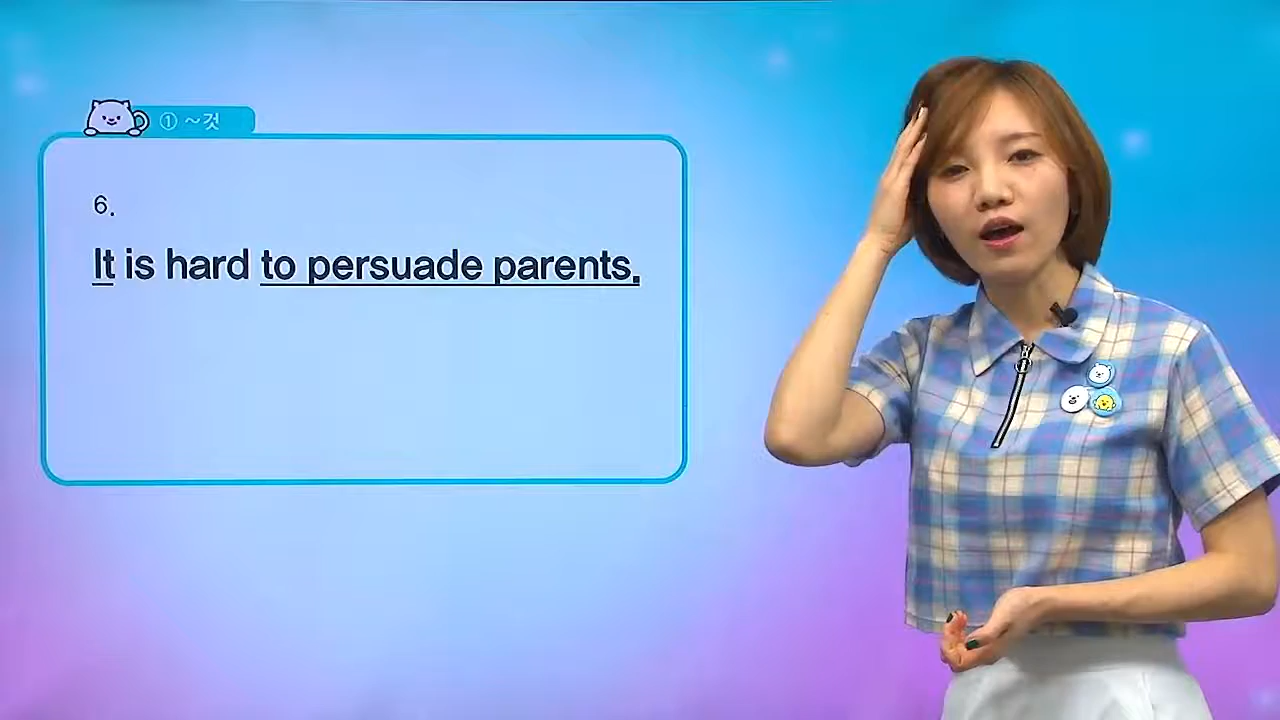 ① ~것
6.
It is hard to persuade parents.